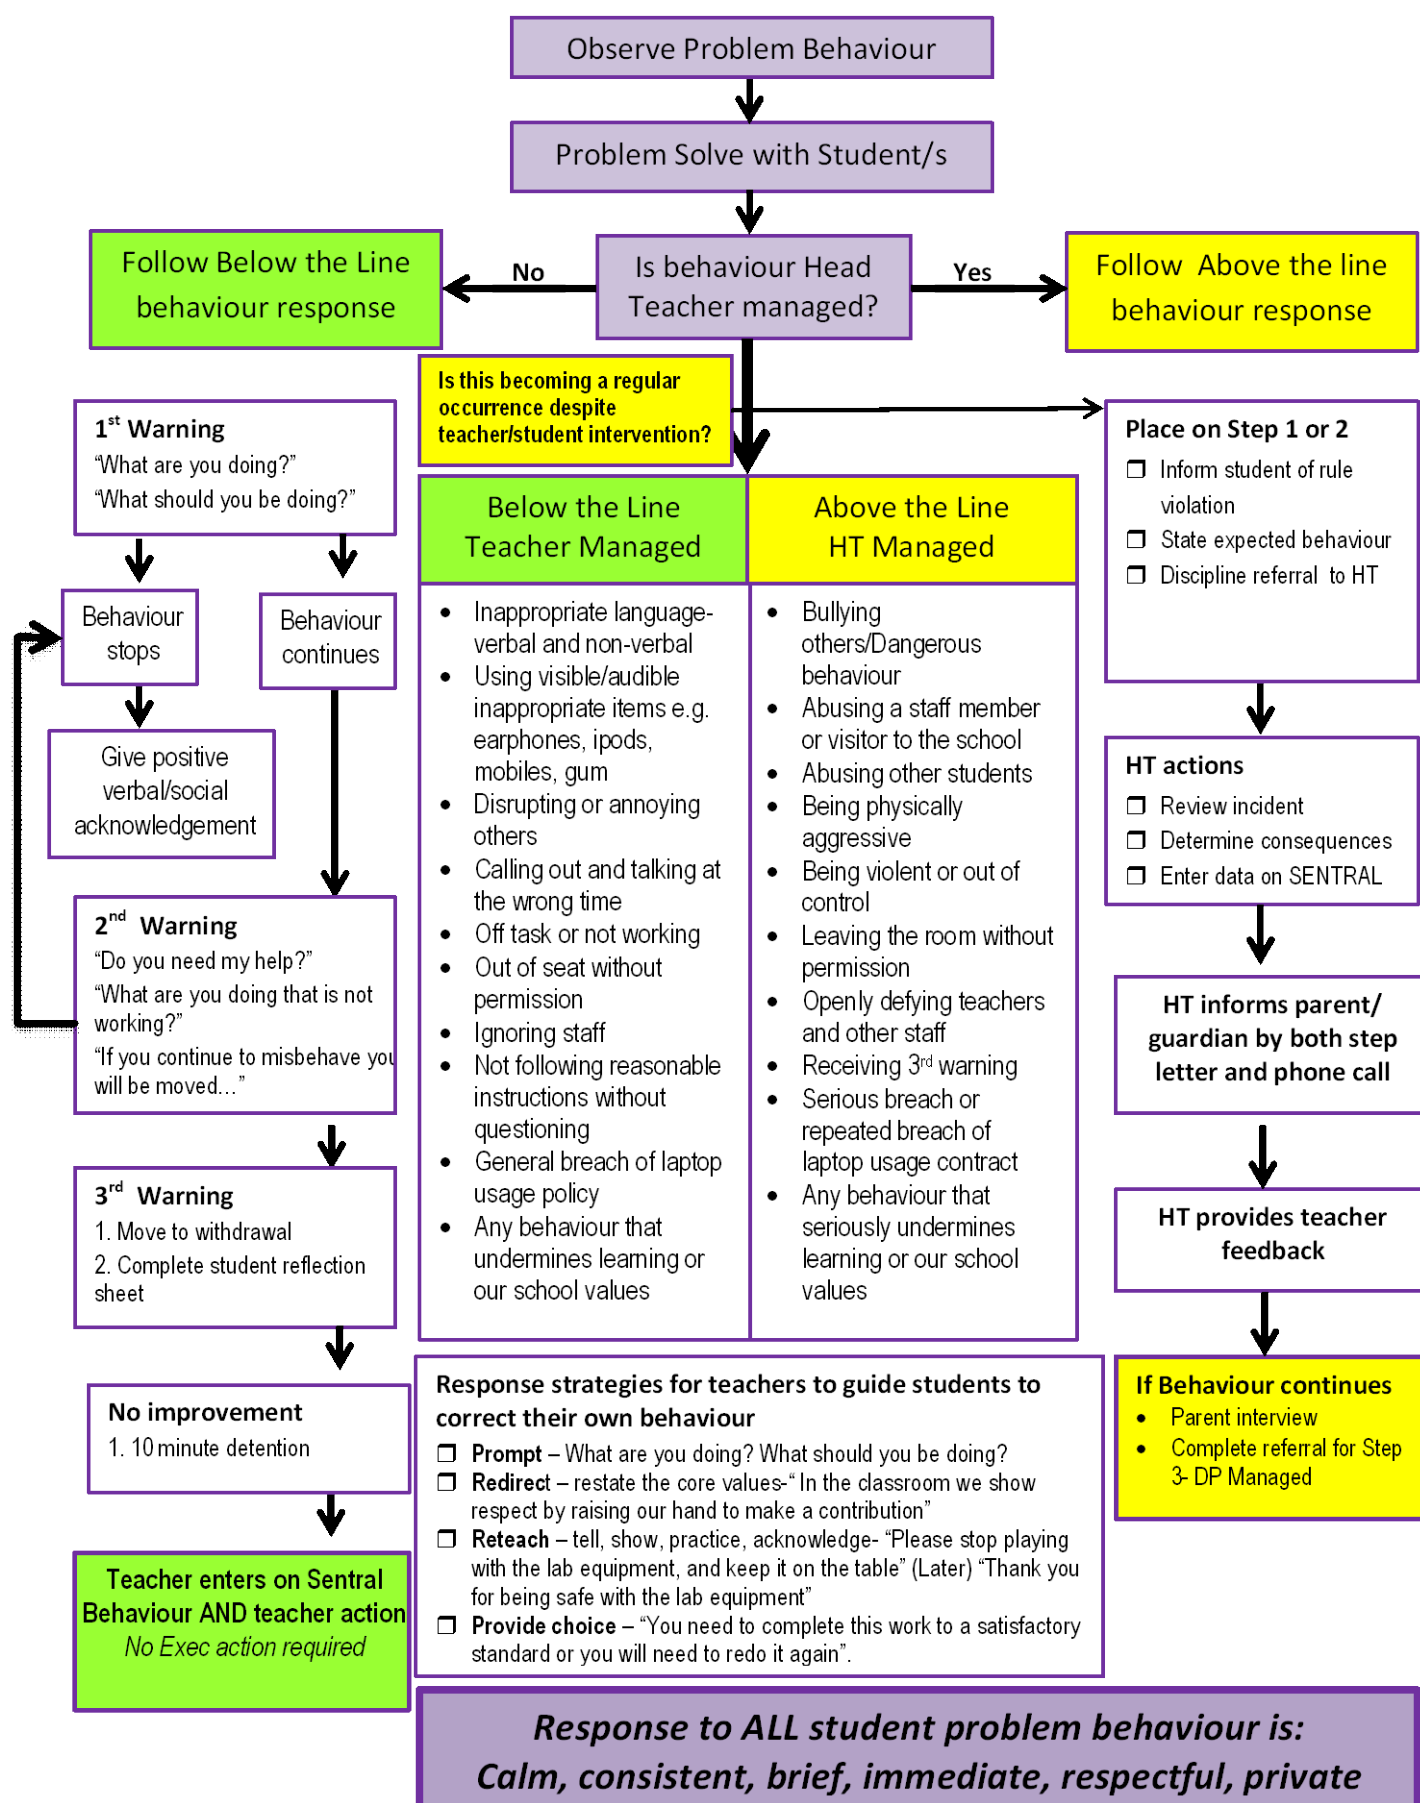 Observe Problem Behaviour
Problem Solve with Student/s
Follow Below the Line
behaviour response
No
Is behaviour Head
Teacher managed?
Yes
Follow  Above the line
behaviour response
Is this becoming a regular
occurrence despite
teacher/student intervention?
1st Warning
“What are you doing?”
“What should you be doing?”
Behaviour
stops
Behaviour
continues
Give positive
verbal/social
acknowledgement
2nd  Warning
“Do you need my help?”
“What are you doing that is not
working?”
“If you continue to misbehave you
will be moved…”
3rd  Warning
1. Move to withdrawal
2. Complete student reflection
sheet
No improvement
1. 10 minute detention
Teacher enters on Sentral
Behaviour AND teacher action
No Exec action required
Below the Line
Teacher Managed
• Inappropriate language-
verbal and non-verbal
• Using visible/audible
inappropriate items e.g.
earphones, ipods,
mobiles, gum
• Disrupting or annoying
others
• Calling out and talking at
the wrong time
• Off task or not working
• Out of seat without
permission
• Ignoring staff
• Not following reasonable
instructions without
questioning
• General breach of laptop
usage policy
• Any behaviour that
undermines learning or
our school values
Above the Line
HT Managed
• Bullying
others/Dangerous
behaviour
• Abusing a staff member
or visitor to the school
• Abusing other students
• Being physically
aggressive
• Being violent or out of
control
• Leaving the room without
permission
• Openly defying teachers
and other staff
• Receiving 3rd warning
• Serious breach or
repeated breach of
laptop usage contract
• Any behaviour that
seriously undermines
learning or our school
values
Place on Step 1 or 2
❒ Inform student of rule
violation
❒ State expected behaviour
❒ Discipline referral  to HT
HT actions
❒ Review incident
❒ Determine consequences
❒ Enter data on SENTRAL
HT informs parent/
guardian by both step
letter and phone call
HT provides teacher
feedback
If Behaviour continues
• Parent interview
• Complete referral for Step
3- DP Managed
Response strategies for teachers to guide students to
correct their own behaviour
❒ Prompt – What are you doing? What should you be doing?
❒ Redirect – restate the core values-“ In the classroom we show
respect by raising our hand to make a contribution”
❒ Reteach – tell, show, practice, acknowledge- “Please stop playing
with the lab equipment, and keep it on the table” (Later) “Thank you
for being safe with the lab equipment”
❒ Provide choice – “You need to complete this work to a satisfactory
standard or you will need to redo it again”.
Response to ALL student problem behaviour is:
Calm, consistent, brief, immediate, respectful, private